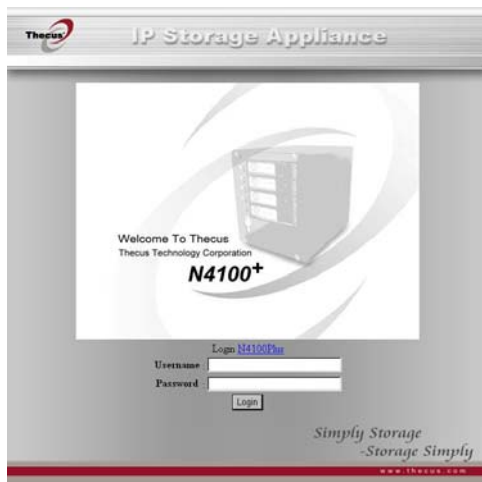 Thecus
IP Storage Appliance
Welcome To Thecus
Thecus Technology Corporation
N4100+
Login N4100Plus
Username :
Password :
Login
Simply Storage
-Storage Simply
www.thecus.com